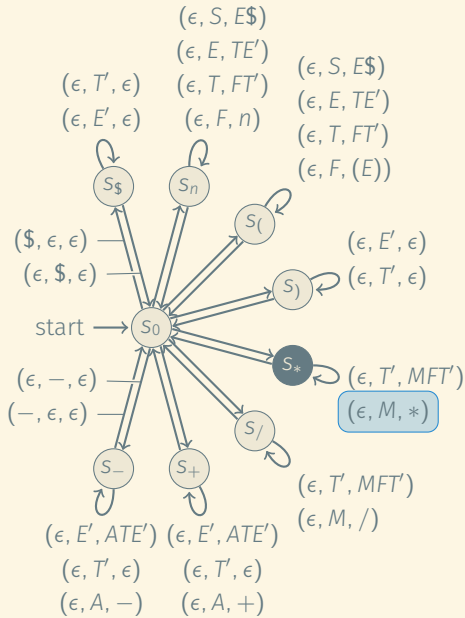 (ϵ, S, E$)
(ϵ, E, TE′)
(ϵ, T, FT′)
(ϵ, F, n)
(ϵ, T′, ϵ)
(ϵ, E′, ϵ)
(ϵ, S, E$)
(ϵ, E, TE′)
(ϵ, T, FT′)
(ϵ, F, (E))
S$
Sn
S(
($, ϵ, ϵ)
(ϵ, $, ϵ)
(ϵ, E′, ϵ)
(ϵ, T′, ϵ)
S)
start
S0
S*
(ϵ, T′, MFT′)
(ϵ, M, *)
(ϵ, −, ϵ)
(−, ϵ, ϵ)
S/
(ϵ, T′, MFT′)
(ϵ, M, /)
S−
S+
(ϵ, E′, ATE′)
(ϵ, T′, ϵ)
(ϵ, A, −)
(ϵ, E′, ATE′)
(ϵ, T′, ϵ)
(ϵ, A, +)